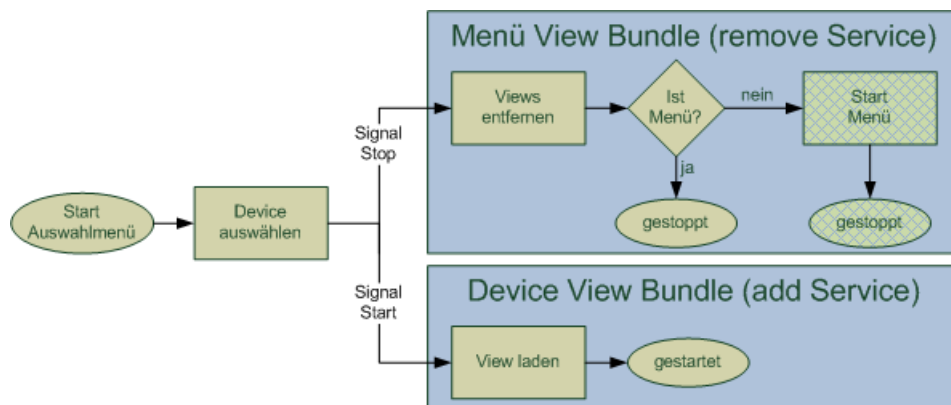 Menü View Bundle (remove Service)
Views
entfernen
Ist
Menü?
nein
Start
Menü
Signal
Stop
ja
Start
Auswahlmenü
Device
auswählen
gestoppt
gestoppt
Signal
Start
Device View Bundle (add Service)
View laden
gestartet